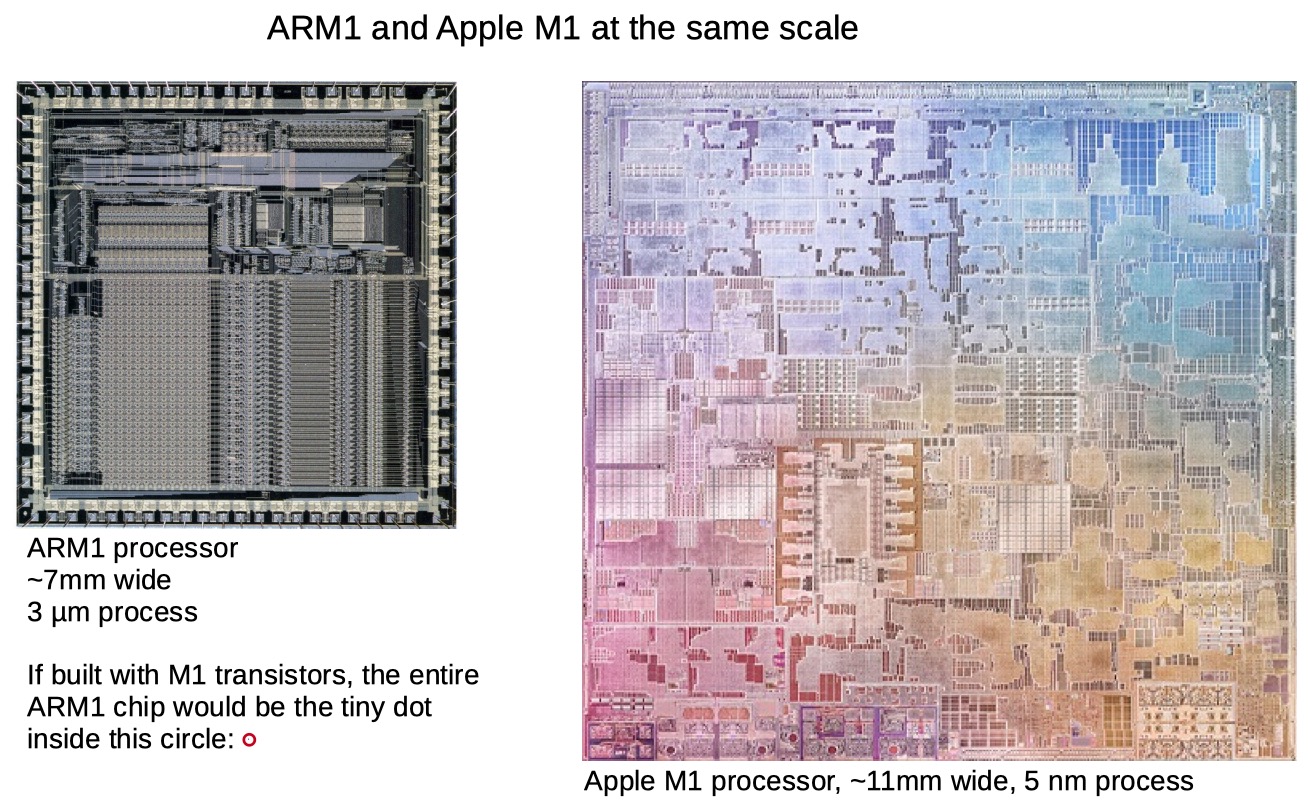 ARM1 and Apple M1 at the same scale
ARM1 processor
~7mm wide
3 µm process
If built with M1 transistors, the entire
ARM1 chip would be the tiny dot
inside this circle:
Apple M1 processor, ~11mm wide, 5 nm process